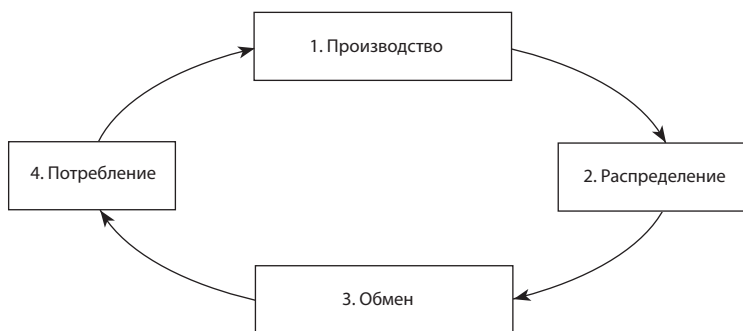 1. Производство
2. Распределение
3. Обмен
4. Потребление